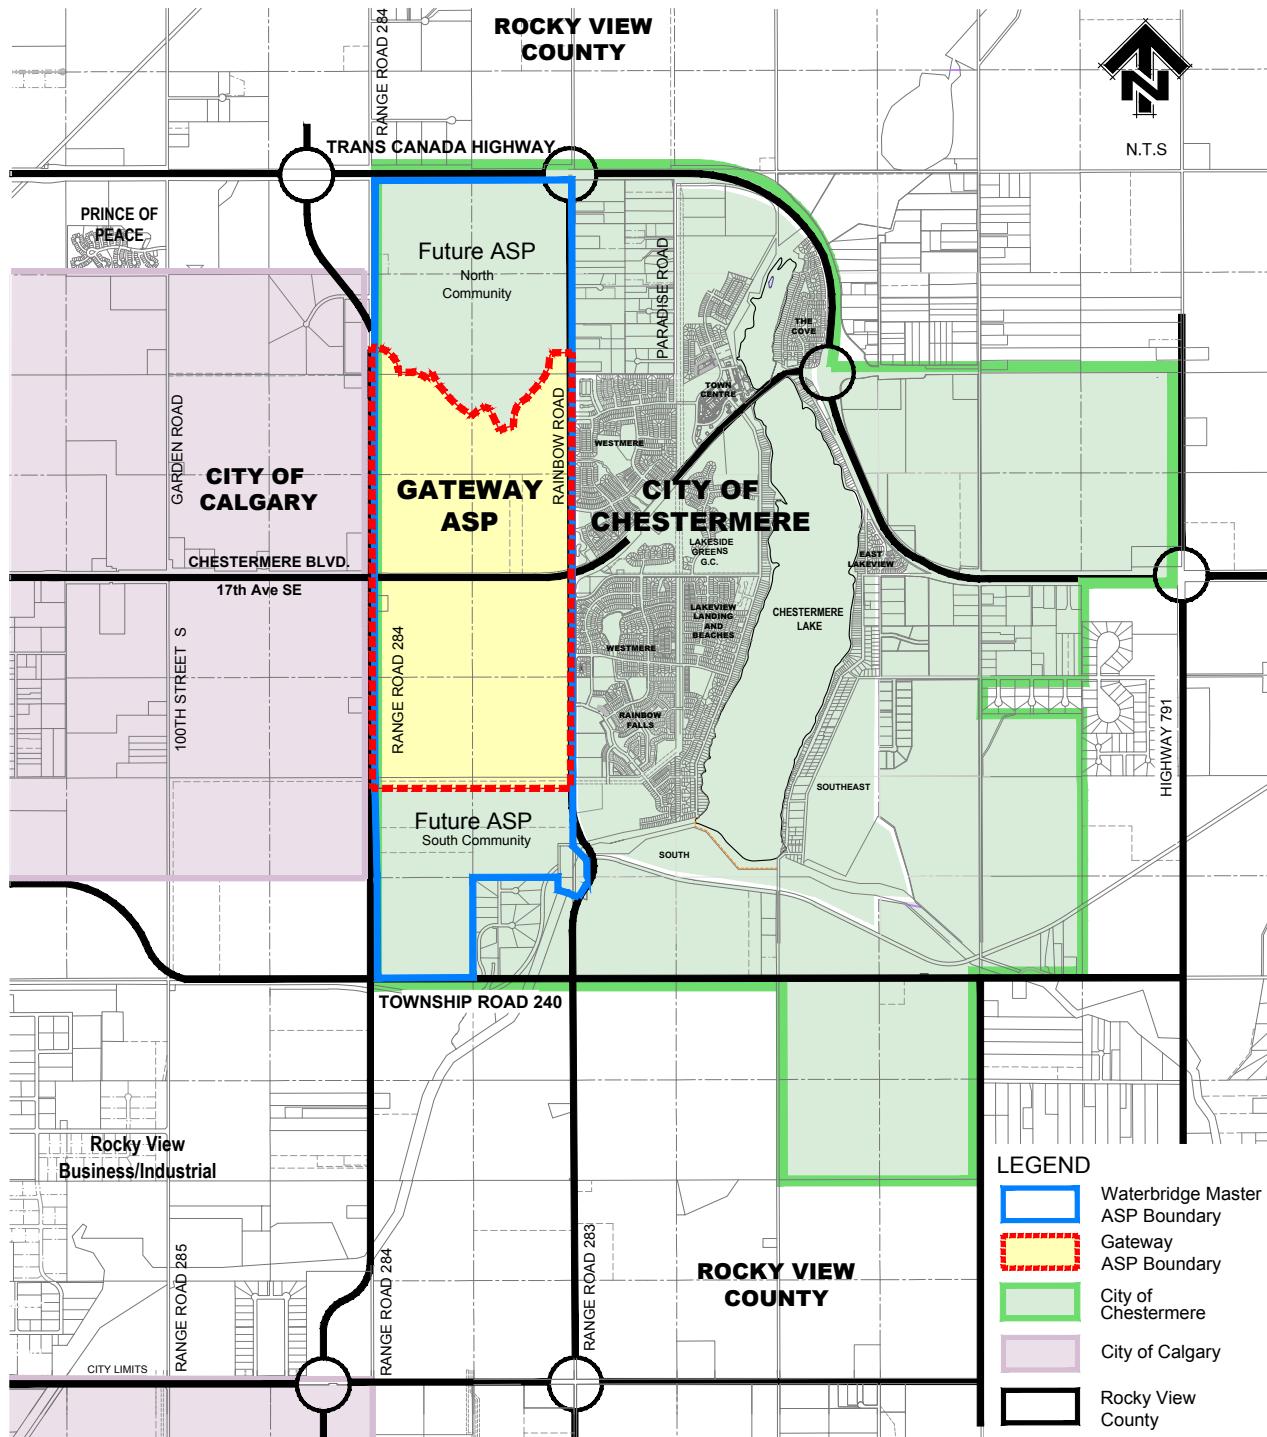 RANGE ROAD 284
ROCKY VIEW
COUNTY
N
N.T.S
TRANS CANADA HIGHWAY
PRINCE OF
PEACE
Future ASP
North
Community
PARADISE ROAD
THE
COVE
TOWN
CENTRE
GARDEN ROAD
RAINBOW ROAD
WESTMERE
CITY OF
CALGARY
GATEWAY
ASP
CITY OF
CHESTERMERE
LAKESIDE
GREENS
G.C.
EAST
LAKEVIEW
CHESTERMERE BLVD.
17th Ave SE
100TH STREET S
RANGE ROAD 284
WESTMERE
LAKEVIEW
LANDING
AND
BEACHES
CHESTERMERE
LAKE
RAINBOW
FALLS
HIGHWAY 791
SOUTHEAST
Future ASP
South Community
SOUTH
TOWNSHIP ROAD 240
Rocky View
Business/Industrial
RANGE ROAD 285
RANGE ROAD 284
RANGE ROAD 283
ROCKY VIEW
COUNTY
CITY LIMITS
LEGEND
Waterbridge Master
ASP Boundary
Gateway
ASP Boundary
City of
Chestermere
City of Calgary
Rocky View
County